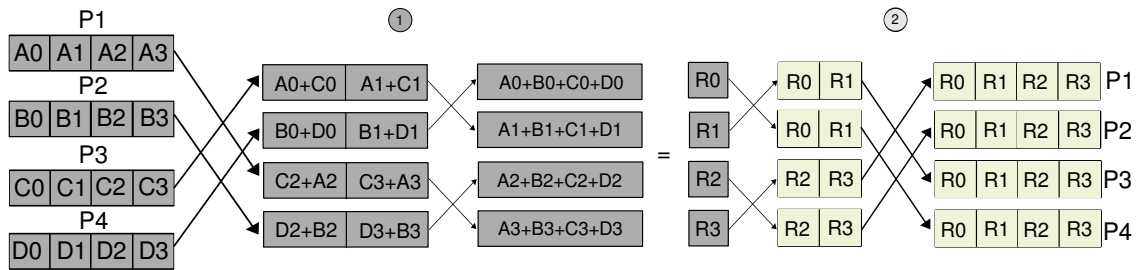 P1
A0 A1 A2 A3
P2
B0 B1 B2 B3
P3
C0 C1 C2 C3
P4
D0 D1 D2 D3
1
A0+C0 A1+C1
B0+D0 B1+D1
C2+A2 C3+A3
D2+B2 D3+B3
A0+B0+C0+D0
A1+B1+C1+D1
A2+B2+C2+D2
A3+B3+C3+D3
=
2
R0
R1
R2
R3
R0 R1
R0 R1
R2 R3
R2 R3
R0 R1 R2 R3 P1
R0 R1 R2 R3 P2
R0 R1 R2 R3 P3
R0 R1 R2 R3 P4